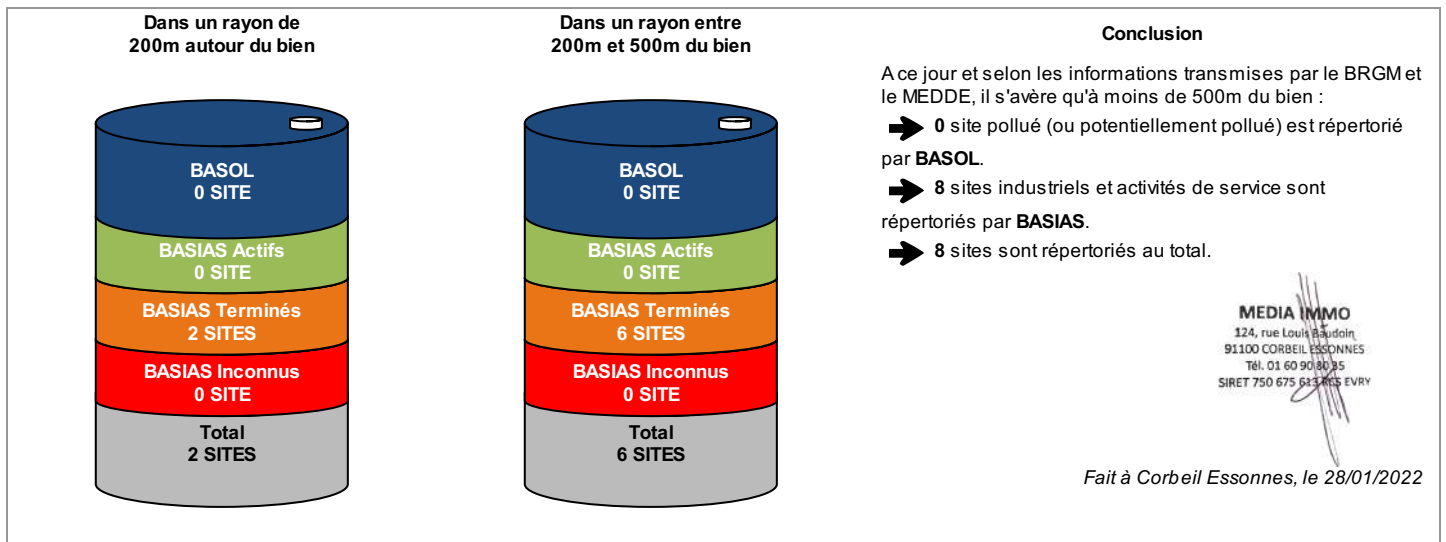 Dans un rayon de
200m autour du bien
BASOL
0 SITE
BASIAS Actifs
0 SITE
BASIAS Terminés
2 SITES
BASIAS Inconnus
0 SITE
Total
2 SITES
Dans un rayon entre
200m et 500m du bien
BASOL
0 SITE
BASIAS Actifs
0 SITE
BASIAS Terminés
6 SITES
BASIAS Inconnus
0 SITE
Total
6 SITES
Conclusion
A ce jour et selon les informations transmises par le BRGM et
le MEDDE, il s'avère qu'à moins de 500m du bien :
0 site pollué (ou potentiellement pollué) est répertorié
par BASOL.
8 sites industriels et activités de service sont
répertoriés par BASIAS.
8 sites sont répertoriés au total.
MEDIA IMMO
124, rue Louis Baudoin
91100 CORBEIL ESSONNES
Tél. 01 60 90 80 85
SIRET 750 675 613 RCS EVRY
Fait à Corbeil Essonnes, le 28/01/2022